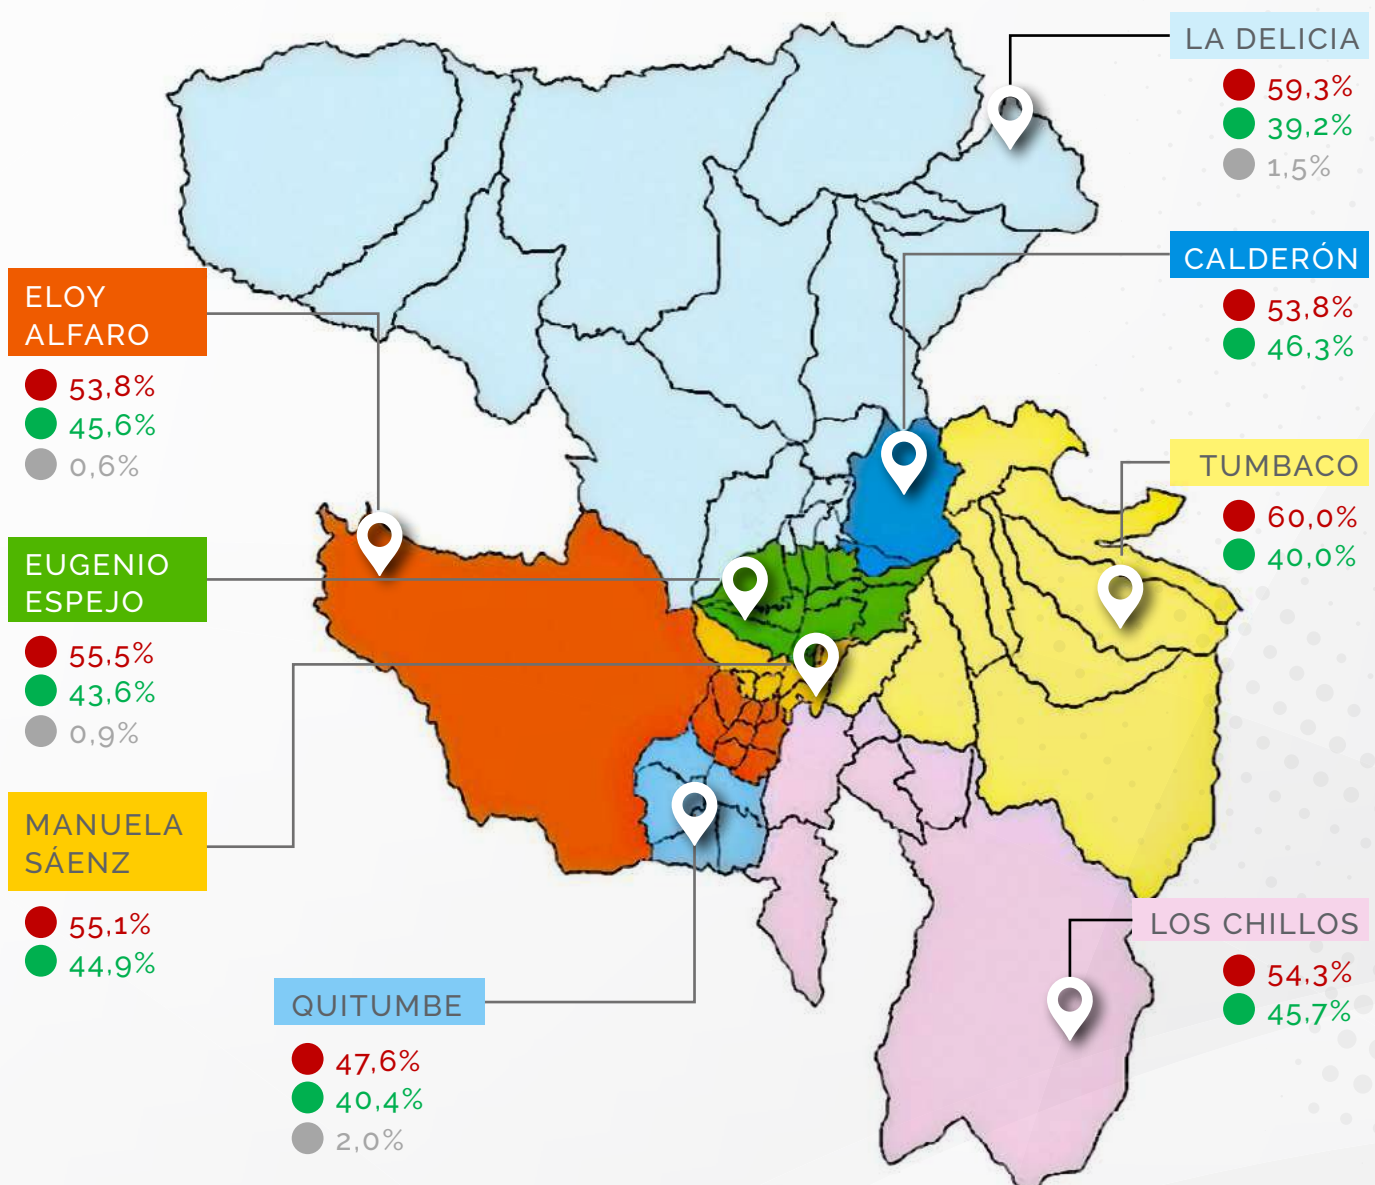 LA DELICIA
59,3%
39,2%
1,5%
CALDERÓN
53,8%
46,3%
ELOY
ALFARO
53,8%
45,6%
0,6%
TUMBACO
60,0%
40,0%
EUGENIO
ESPEJO
55,5%
43,6%
0,9%
MANUELA
SÁENZ
55,1%
44,9%
LOS CHILLOS
54,3%
45,7%
QUITUMBE
47,6%
40,4%
2,0%